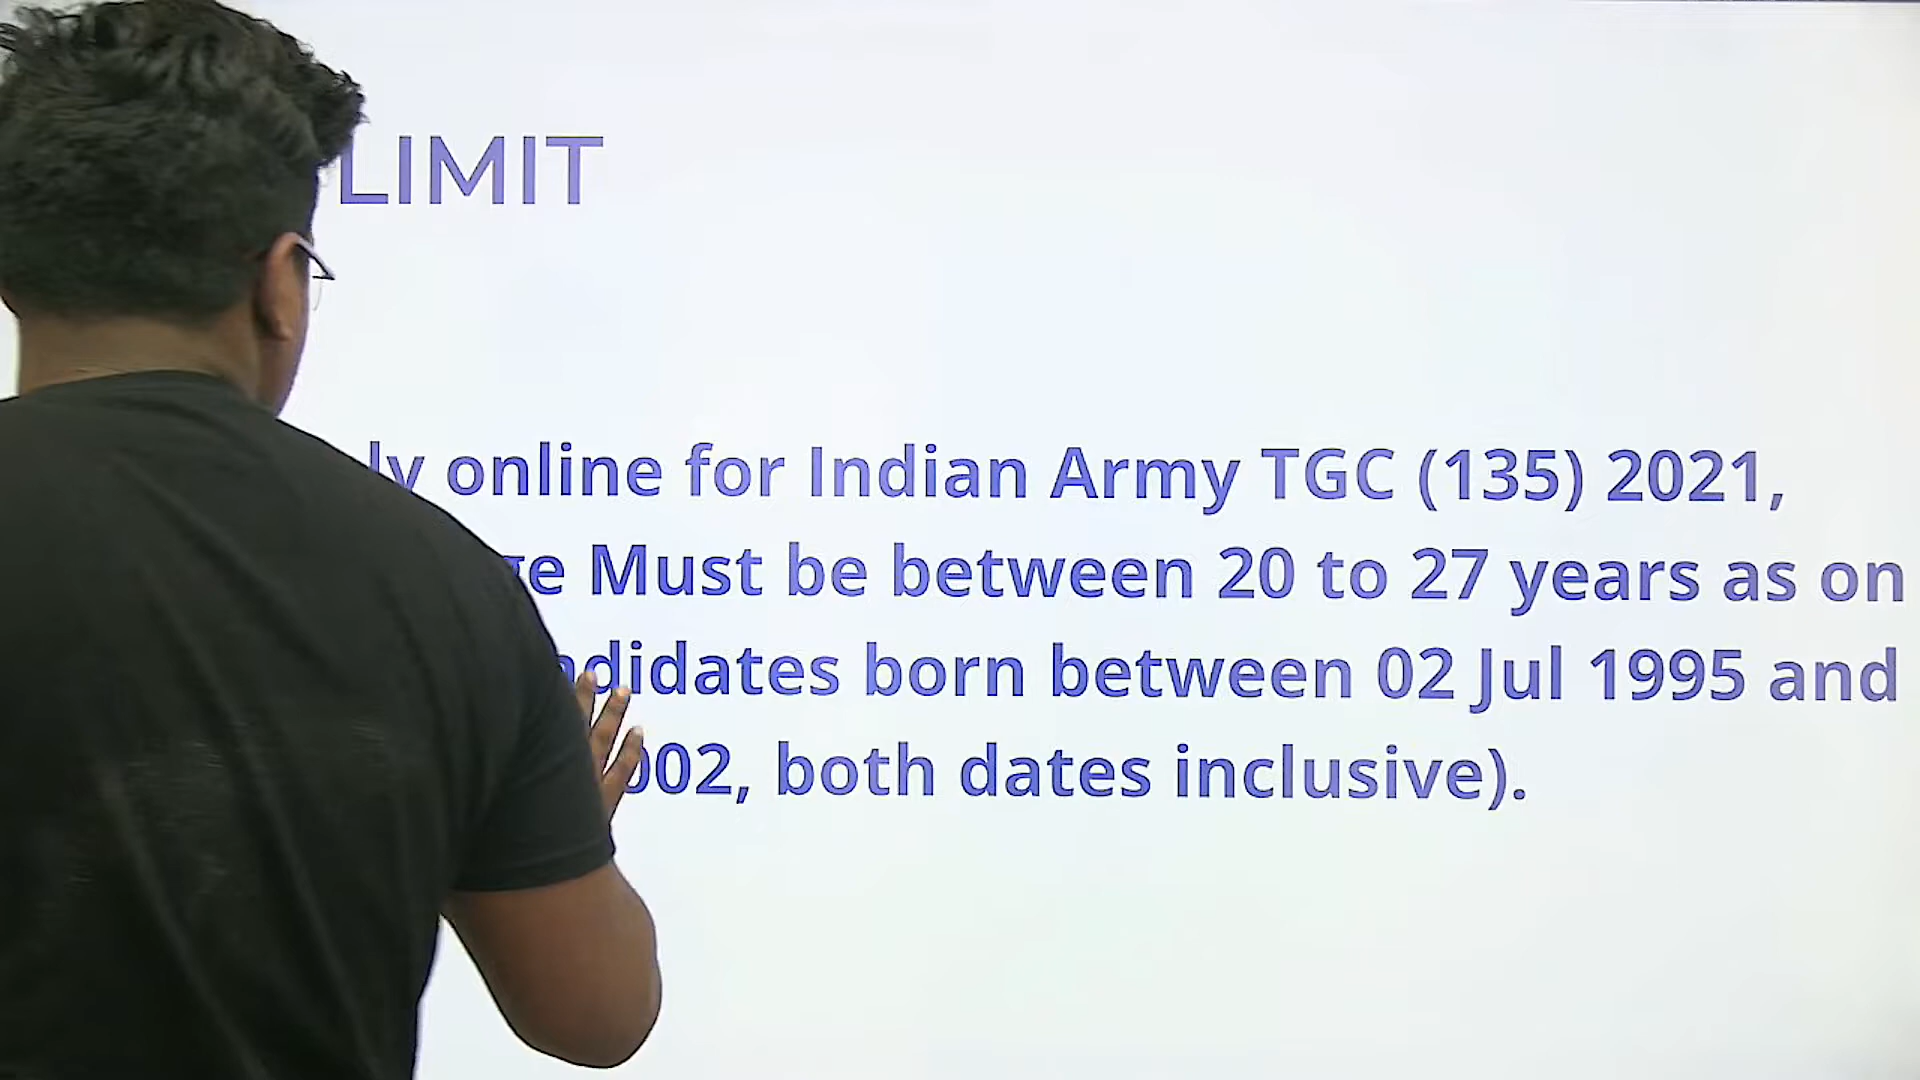 LIMIT
online for Indian Army TGC (135) 2021,
Must be between 20 to 27 years as on
born between 02 Jul 1995 and
both dates inclusive).